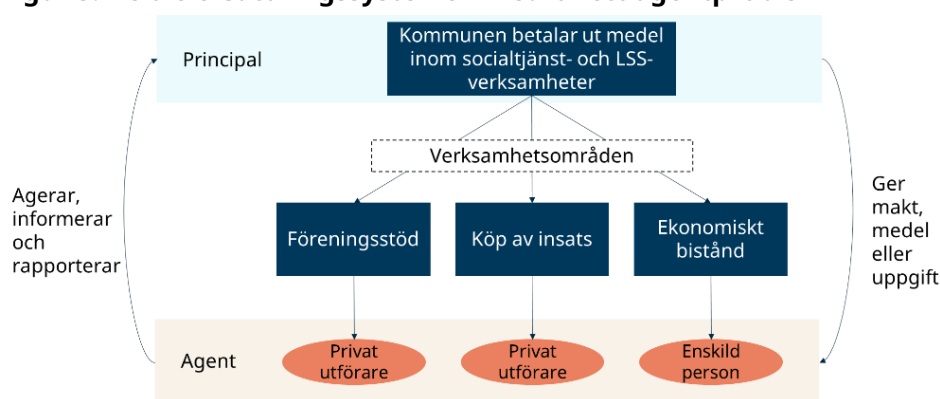 Principal
Kommunen betalar ut medel
inom socialtjänst- och LSS-
verksamheter
Verksamhetsområden
Agerar,
informerar
och
rapporterar
Ger
makt,
medel
eller
uppgift
Föreningsstöd
Köp av insats
Ekonomiskt
bistånd
Agent
Privat
utförare
Privat
utförare
Enskild
person